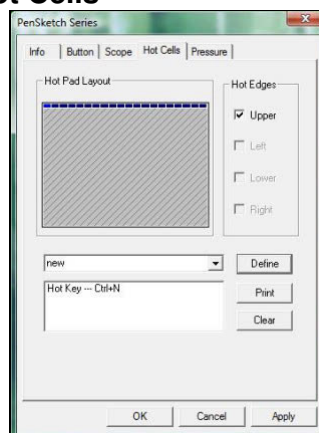 PenSketch Series
Info Button Scope Hot Cells Pressure
Hot Pad Layout
Hot Edges
Upper
Left
Lower
Right
new
Define
Hot Key --- Ctrl+N
Print
Clear
OK Cancel Apply